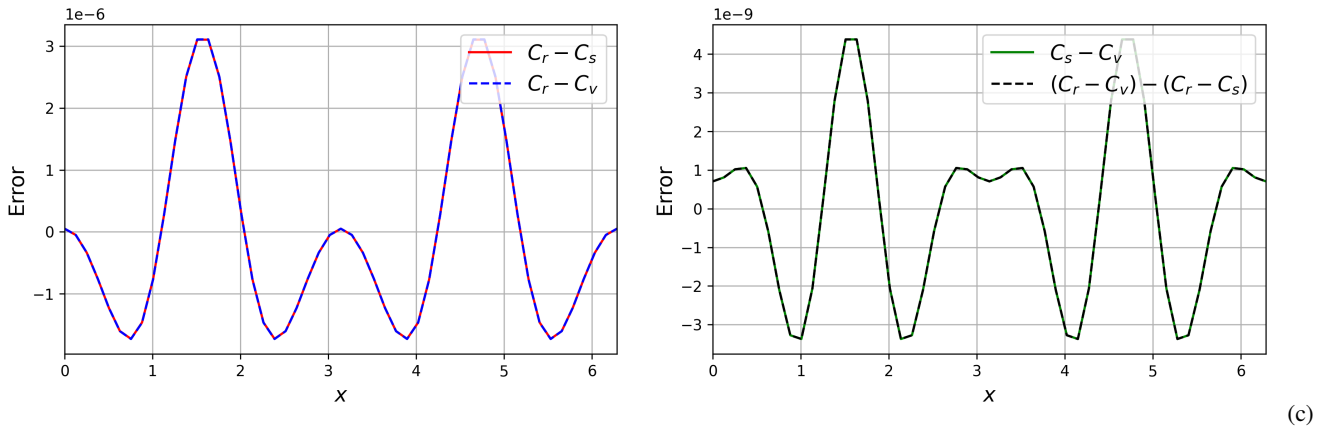 1e−6
3
2
1
0
−1
Error
0 1 2 3 4 5 6
x
C_r − C_s
C_r − C_v
1e−9
4
3
2
1
0
−1
−2
−3
Error
0 1 2 3 4 5 6
x
C_s − C_v
(C_r − C_v) − (C_r − C_s)
(c)